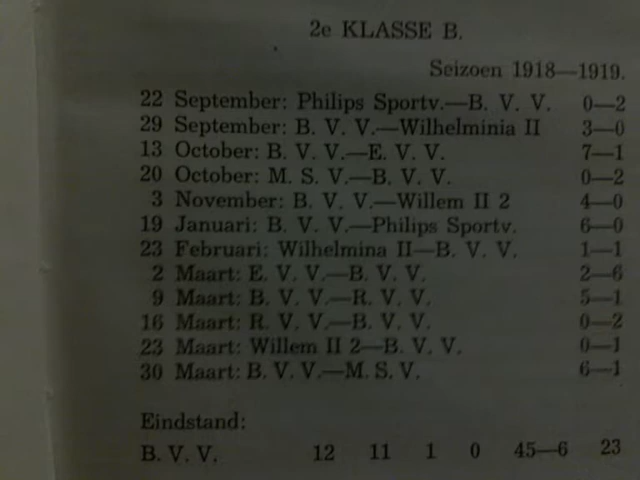 2e KLASSE B.
Seizoen 1918—1919.
22 September: Philips Sportv.—B. V. V. 0—2
29 September: B. V. V.—Wilhelminia II 3—0
13 October: B. V. V.—E. V. V. 7—1
20 October: M. S. V.—B. V. V. 0—2
3 November: B. V. V.—Willem II 2 4—0
19 Januari: B. V. V.—Philips Sportv. 6—0
23 Februari: Wilhelmina II—B. V. V. 1—1
2 Maart: E. V. V.—B. V. V. 2—6
9 Maart: B. V. V.—R. V. V. 5—1
16 Maart: R. V. V.—B. V. V. 0—2
23 Maart: Willem II 2—B. V. V. 0—1
30 Maart: B. V. V.—M. S. V. 6—1
Eindstand:
B. V. V. 12 11 1 0 45—6 23